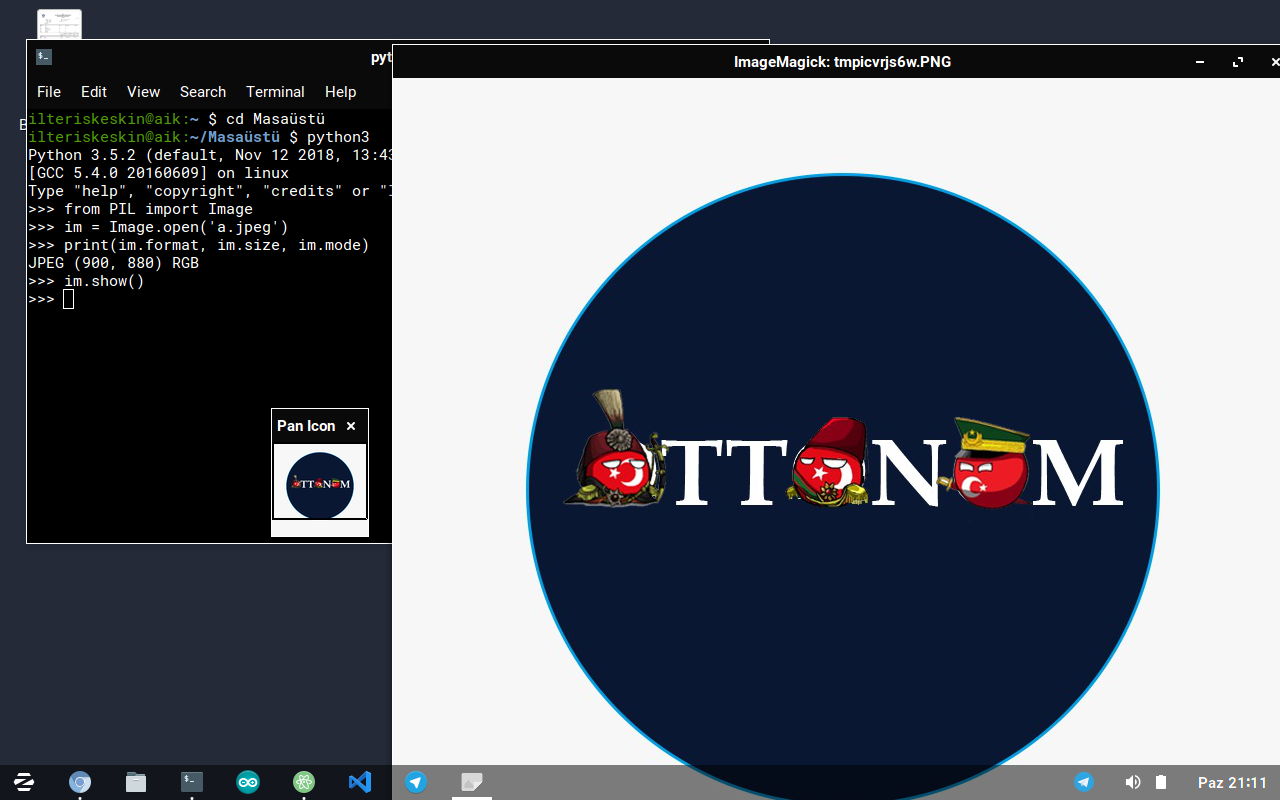 pyt
File Edit View Search Terminal Help
ilteriskeskin@aik:~ $ cd Masaüstü
ilteriskeskin@aik:~/Masaüstü $ python3
Python 3.5.2 (default, Nov 12 2018, 13:43
[GCC 5.4.0 20160609] on linux
Type "help", "copyright", "credits" or "l
>>> from PIL import Image
>>> im = Image.open('a.jpeg')
>>> print(im.format, im.size, im.mode)
JPEG (900, 880) RGB
>>> im.show()
>>>
Pan Icon
TT N M
ImageMagick: tmpicvrjs6w.PNG
TT N M
Paz 21:11